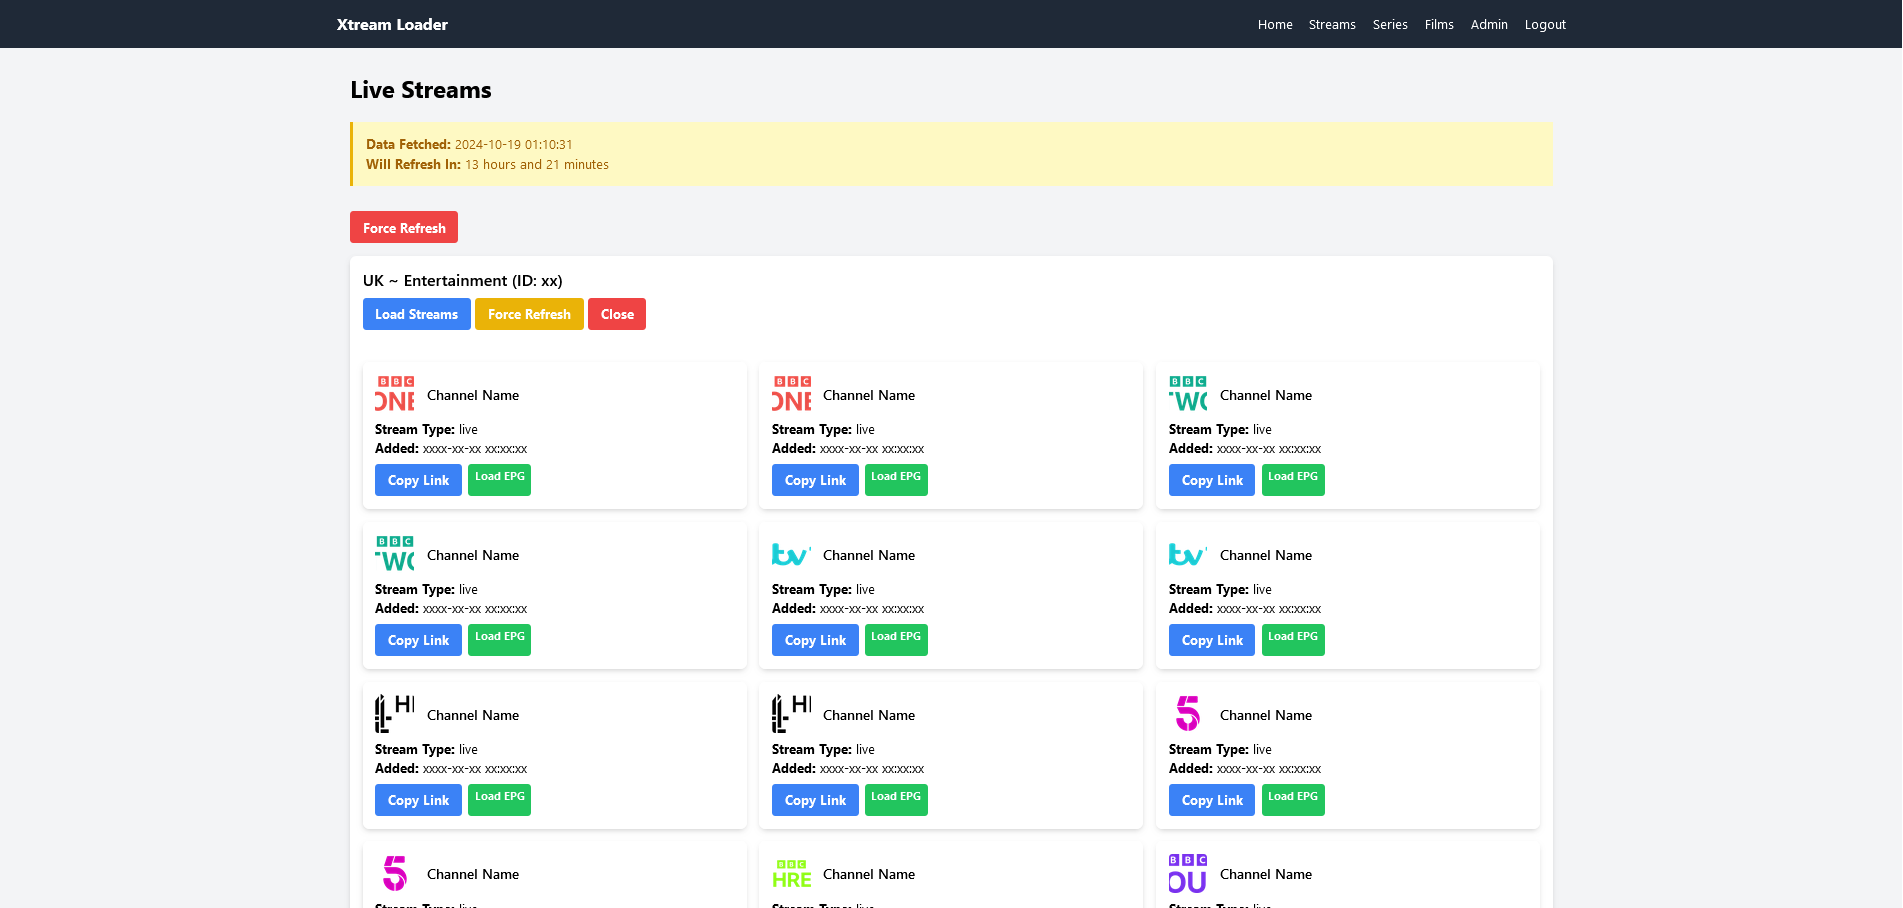 Xtream Loader Home Streams Series Films Admin Logout
Live Streams
Data Fetched: 2024-10-19 01:10:31
Will Refresh In: 13 hours and 21 minutes
Force Refresh
UK ~ Entertainment (ID: xx)
Load Streams Force Refresh Close
BBC BBC BBC
ONE Channel Name ONE Channel Name TWO Channel Name
Stream Type: live Stream Type: live Stream Type: live
Added: xxxx-xx-xx xx:xx:xx Added: xxxx-xx-xx xx:xx:xx Added: xxxx-xx-xx xx:xx:xx
Copy Link Load EPG Copy Link Load EPG Copy Link Load EPG
BBC
TWO Channel Name itv Channel Name itv Channel Name
Stream Type: live Stream Type: live Stream Type: live
Added: xxxx-xx-xx xx:xx:xx Added: xxxx-xx-xx xx:xx:xx Added: xxxx-xx-xx xx:xx:xx
Copy Link Load EPG Copy Link Load EPG Copy Link Load EPG
4 H Channel Name 4 H Channel Name 5 Channel Name
Stream Type: live Stream Type: live Stream Type: live
Added: xxxx-xx-xx xx:xx:xx Added: xxxx-xx-xx xx:xx:xx Added: xxxx-xx-xx xx:xx:xx
Copy Link Load EPG Copy Link Load EPG Copy Link Load EPG
BBC BBC
5 Channel Name HRE Channel Name OU Channel Name
Stream Type: live Stream Type: live Stream Type: live